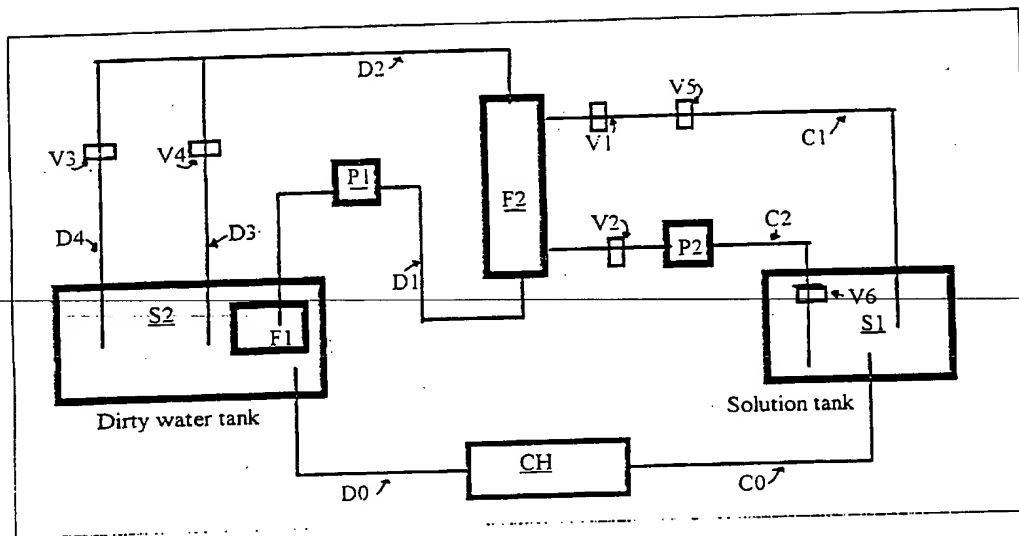 D2
V5
V1
C1
V3
V4
P1
F2
V2
C2
P2
D4
D3
D1
S2
F1
V6
S1
Dirty water tank
Solution tank
CH
D0
C0